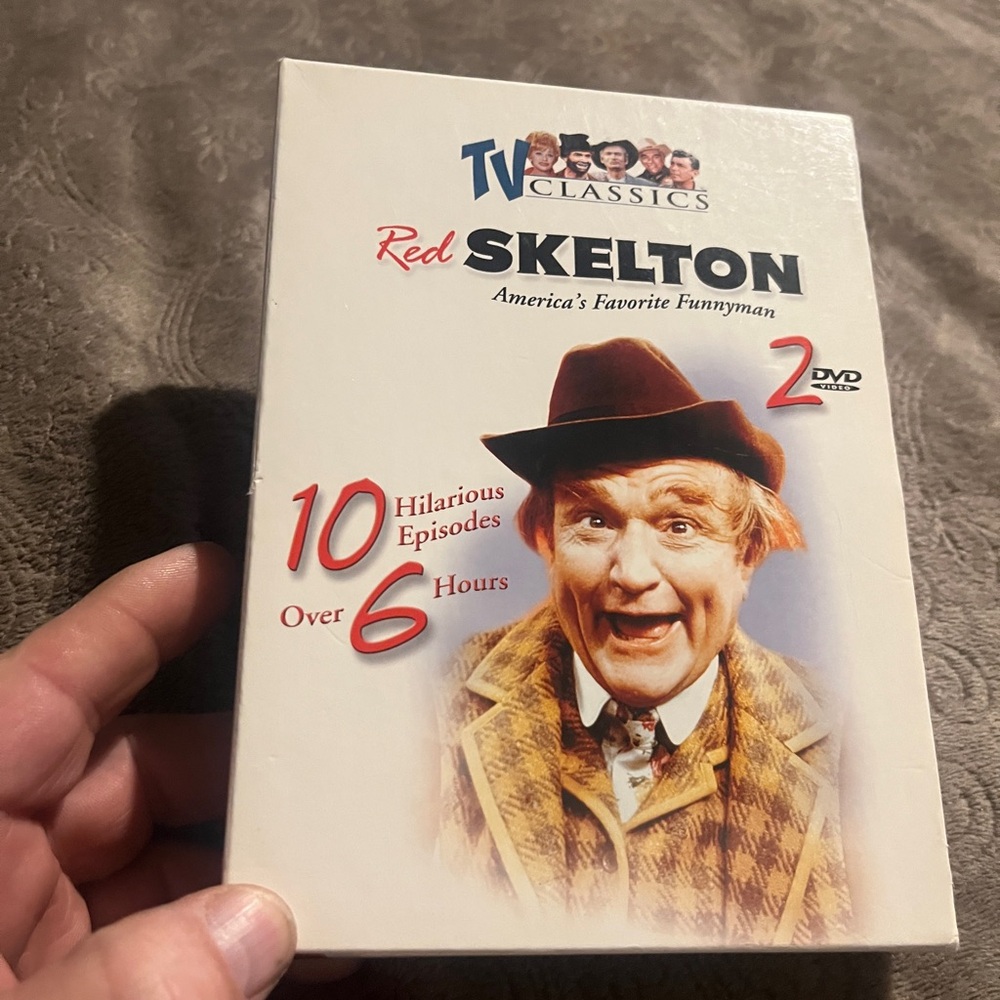 TV CLASSICS
Red SKELTON
America's Favorite Funnyman
2 DVD
VIDEO
10 Hilarious
Episodes
Over 6 Hours